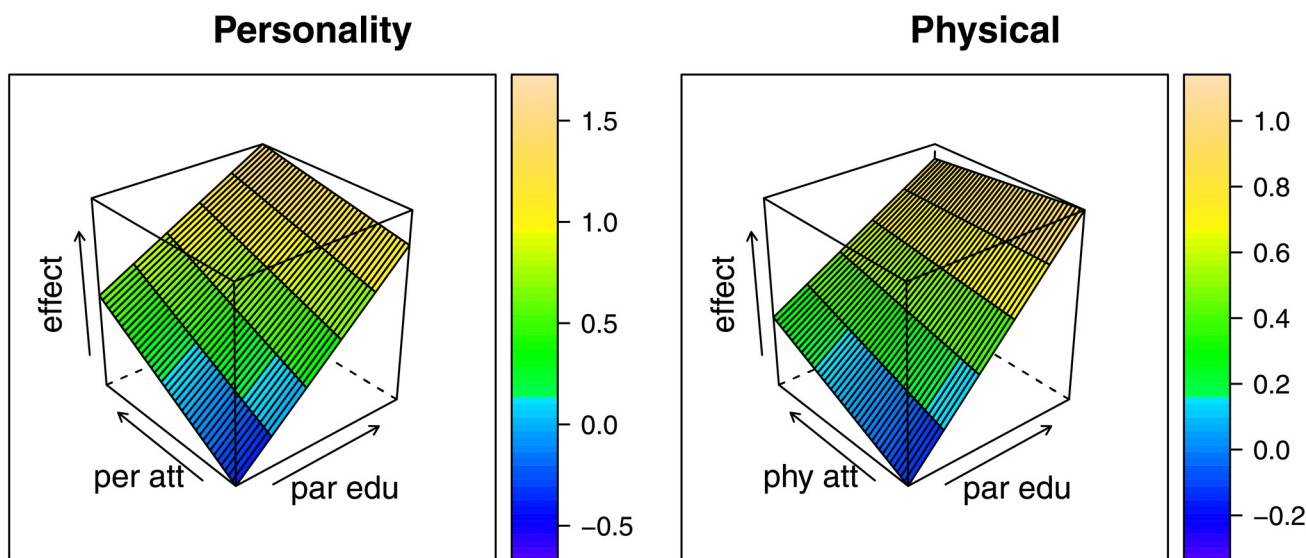 Personality
effect
per att
par edu
1.5
1.0
0.5
0.0
−0.5
Physical
effect
phy att
par edu
1.0
0.8
0.6
0.4
0.2
0.0
−0.2